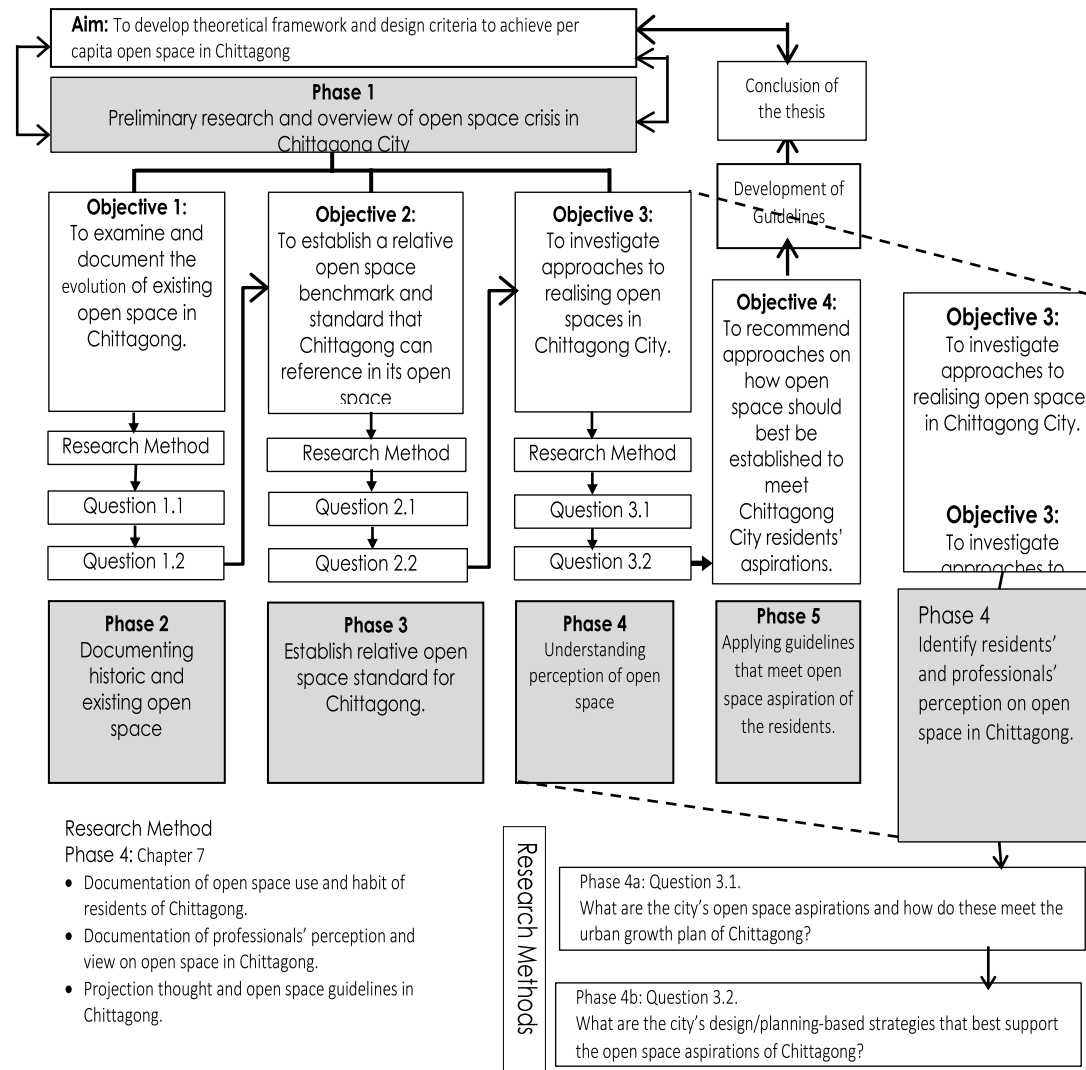 Aim: To develop theoretical framework and design criteria to achieve per
capita open space in Chittagong
Phase 1
Preliminary research and overview of open space crisis in
Chittagong City
Conclusion of
the thesis
Development of
Guidelines
Objective 1:
To examine and
document the
evolution of existing
open space in
Chittagong.
Research Method
Question 1.1
Question 1.2
Objective 2:
To establish a relative
open space
benchmark and
standard that
Chittagong can
reference in its open
space
Research Method
Question 2.1
Question 2.2
Objective 3:
To investigate
approaches to
realising open
spaces in
Chittagong City.
Research Method
Question 3.1
Question 3.2
Objective 4:
To recommend
approaches on
how open
space should
best be
established to
meet
Chittagong
City residents’
aspirations.
Objective 3:
To investigate
approaches to
realising open space
in Chittagong City.
Objective 3:
To investigate
approaches to
Phase 2
Documenting
historic and
existing open
space
Phase 3
Establish relative open
space standard for
Chittagong.
Phase 4
Understanding
perception of open
space
Phase 5
Applying guidelines
that meet open
space aspiration of
the residents.
Phase 4
Identify residents’
and professionals’
perception on open
space in Chittagong.
Research Method
Phase 4: Chapter 7
• Documentation of open space use and habit of
residents of Chittagong.
• Documentation of professionals’ perception and
view on open space in Chittagong.
• Projection thought and open space guidelines in
Chittagong.
Research Methods
Phase 4a: Question 3.1.
What are the city’s open space aspirations and how do these meet the
urban growth plan of Chittagong?
Phase 4b: Question 3.2.
What are the city’s design/planning-based strategies that best support
the open space aspirations of Chittagong?